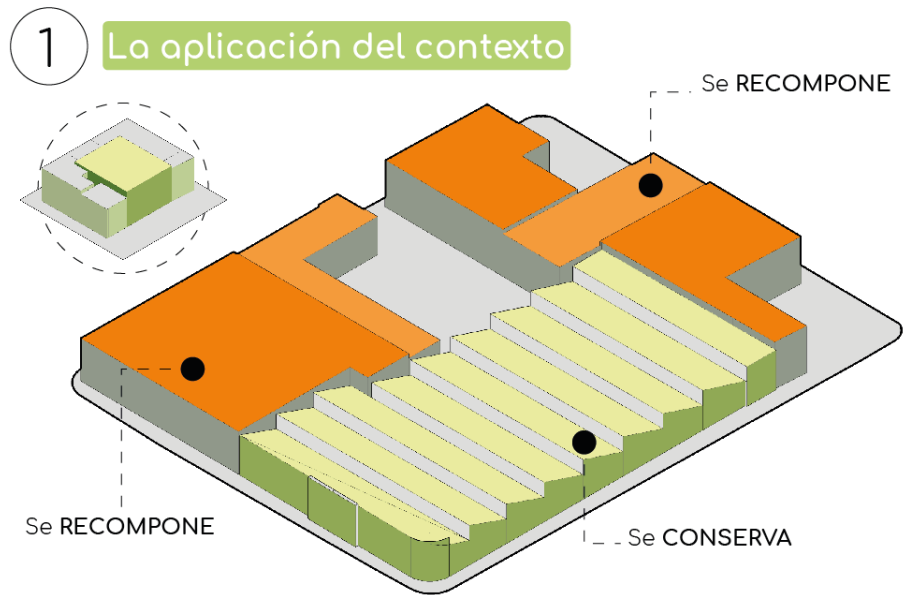 1
La aplicación del contexto
Se RECOMPONE
Se RECOMPONE
Se CONSERVA